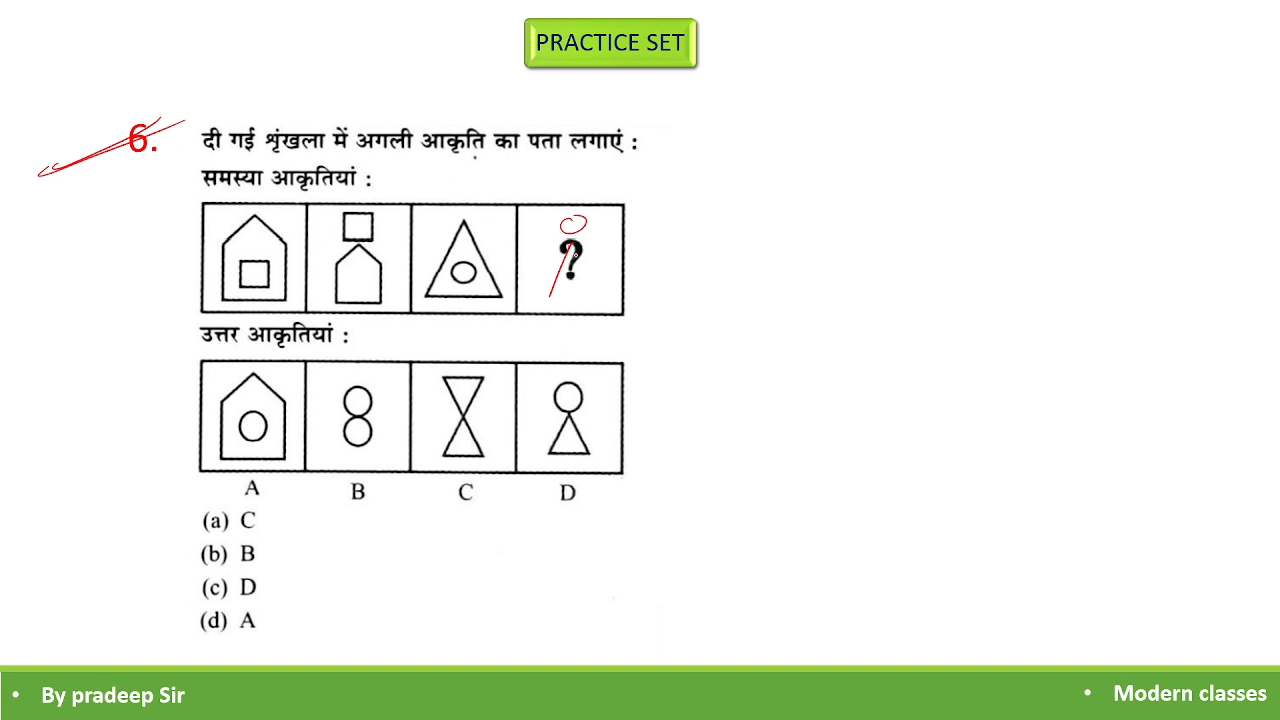 PRACTICE SET
6.
दी गई शृंखला में अगली आकृति का पता लगाएं :
समस्या आकृतियां :
?
उत्तर आकृतियां :
A B C D
(a) C
(b) B
(c) D
(d) A
• By pradeep Sir
• Modern classes